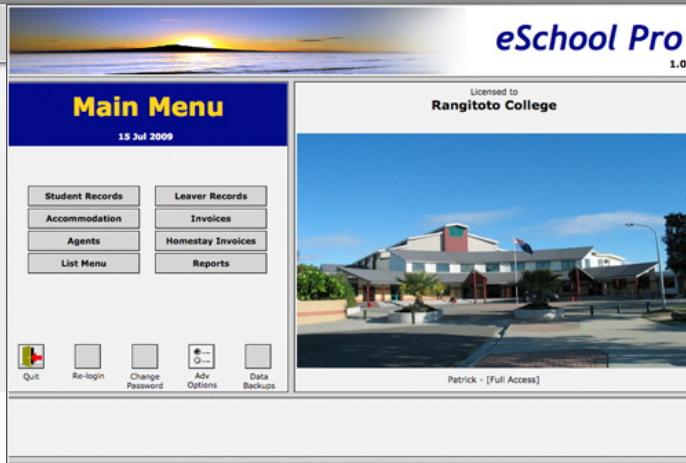 eSchool Pro
1.0
Main Menu
15 Jul 2009
Student Records
Leaver Records
Accommodation
Invoices
Agents
Homestay Invoices
List Menu
Reports
Quit
Re-login
Change
Password
Adv
Options
Data
Backups
Licensed to
Rangitoto College
Patrick - [Full Access]